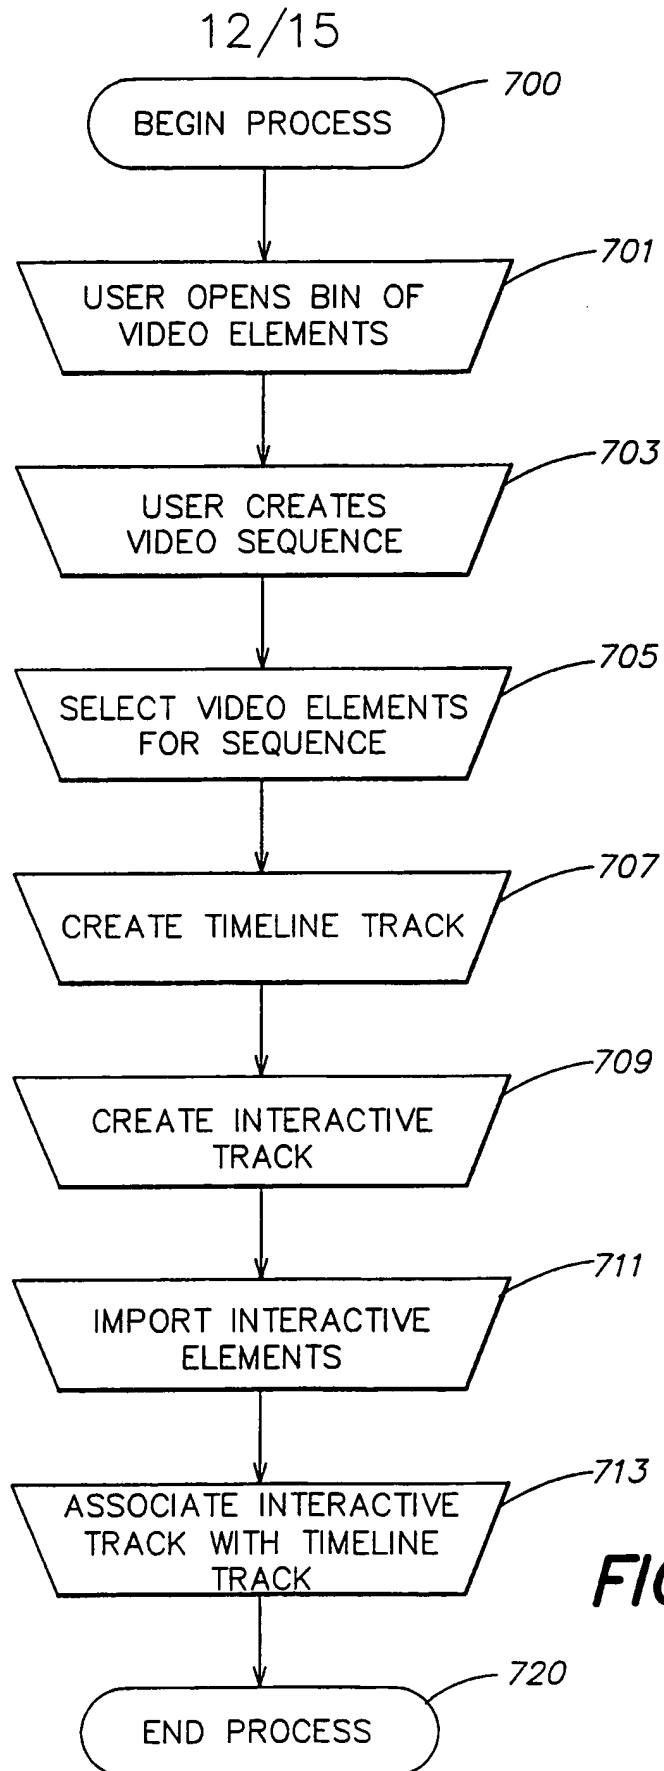 12/15
700
BEGIN PROCESS
701
USER OPENS BIN OF
VIDEO ELEMENTS
703
USER CREATES
VIDEO SEQUENCE
705
SELECT VIDEO ELEMENTS
FOR SEQUENCE
707
CREATE TIMELINE TRACK
709
CREATE INTERACTIVE
TRACK
711
IMPORT INTERACTIVE
ELEMENTS
713
ASSOCIATE INTERACTIVE
TRACK WITH TIMELINE
TRACK
720
END PROCESS